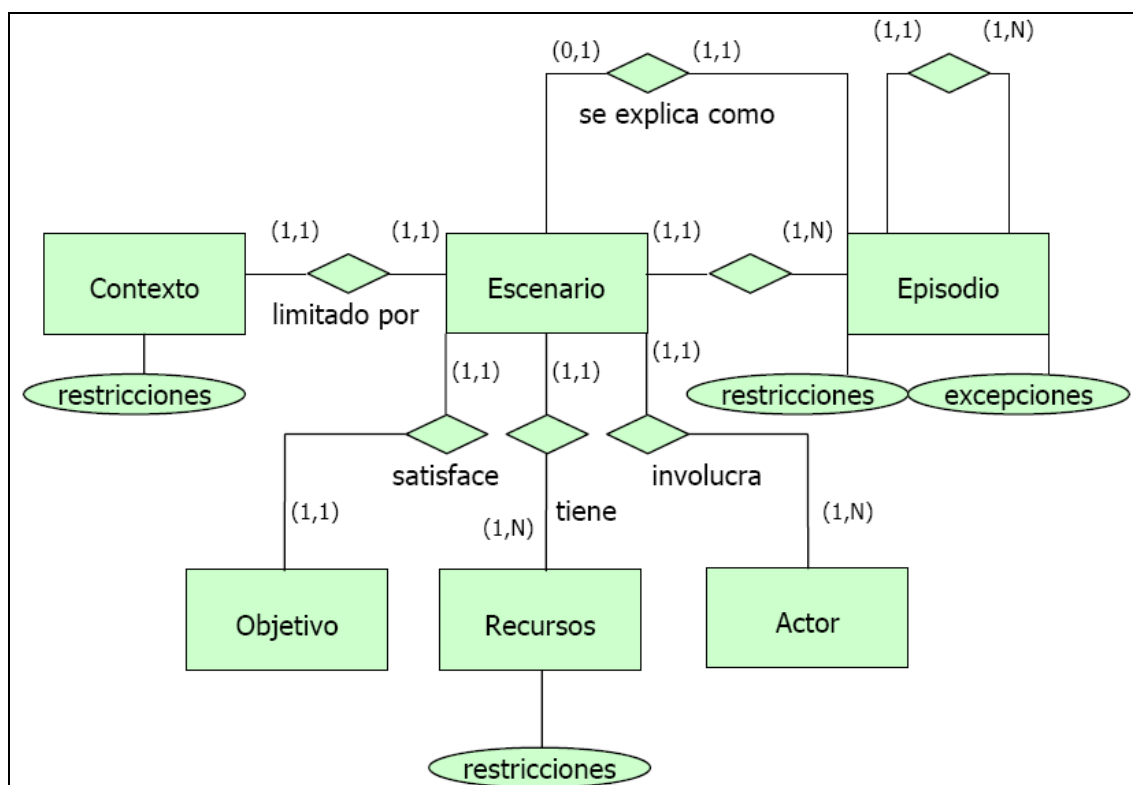 (0,1)
(1,1)
se explica como
(1,1)
(1,N)
(1,1)
(1,1)
(1,1)
(1,N)
Contexto
Escenario
Episodio
limitado por
(1,1)
(1,1)
(1,1)
restricciones
restricciones
excepciones
satisface
involucra
(1,1)
(1,N)
tiene
(1,N)
Objetivo
Recursos
Actor
restricciones